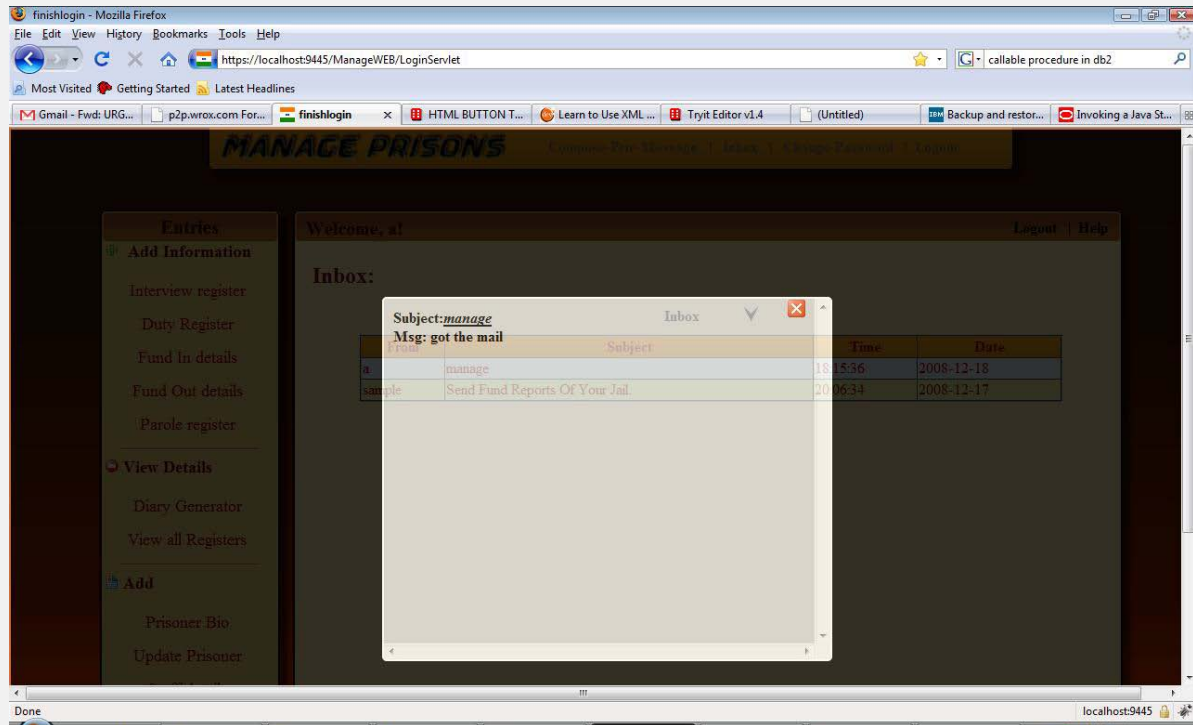 finishlogin - Mozilla Firefox
File Edit View History Bookmarks Tools Help
https://localhost:9445/ManageWEB/LoginServlet
callable procedure in db2
Most Visited Getting Started Latest Headlines
Gmail - Fwd: URG... p2p.wrox.com For... finishlogin HTML BUTTON T... Learn to Use XML ... Tryit Editor v1.4 (Untitled) Backup and restor... Invoking a Java St...
MANAGE PRISONS Compose Pri- Message | Inbox | Change Password | Logout
Entries
Welcome, a! Logout | Help
Add Information
Inbox:
Interview register
Duty Register
Fund In details
Fund Out details
Parole register
View Details
Diary Generator
View all Registers
Add
Prisoner Bio
Update Prisoner
Subject:manage Inbox
Msg: got the mail
From Subject Time Date
a manage 18:15:36 2008-12-18
sample Send Fund Reports Of Your Jail. 20:06:34 2008-12-17
Done localhost:9445